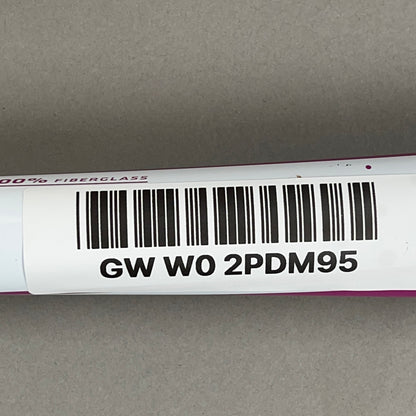 00% FIBERGLASS
GW W0 2PDM95